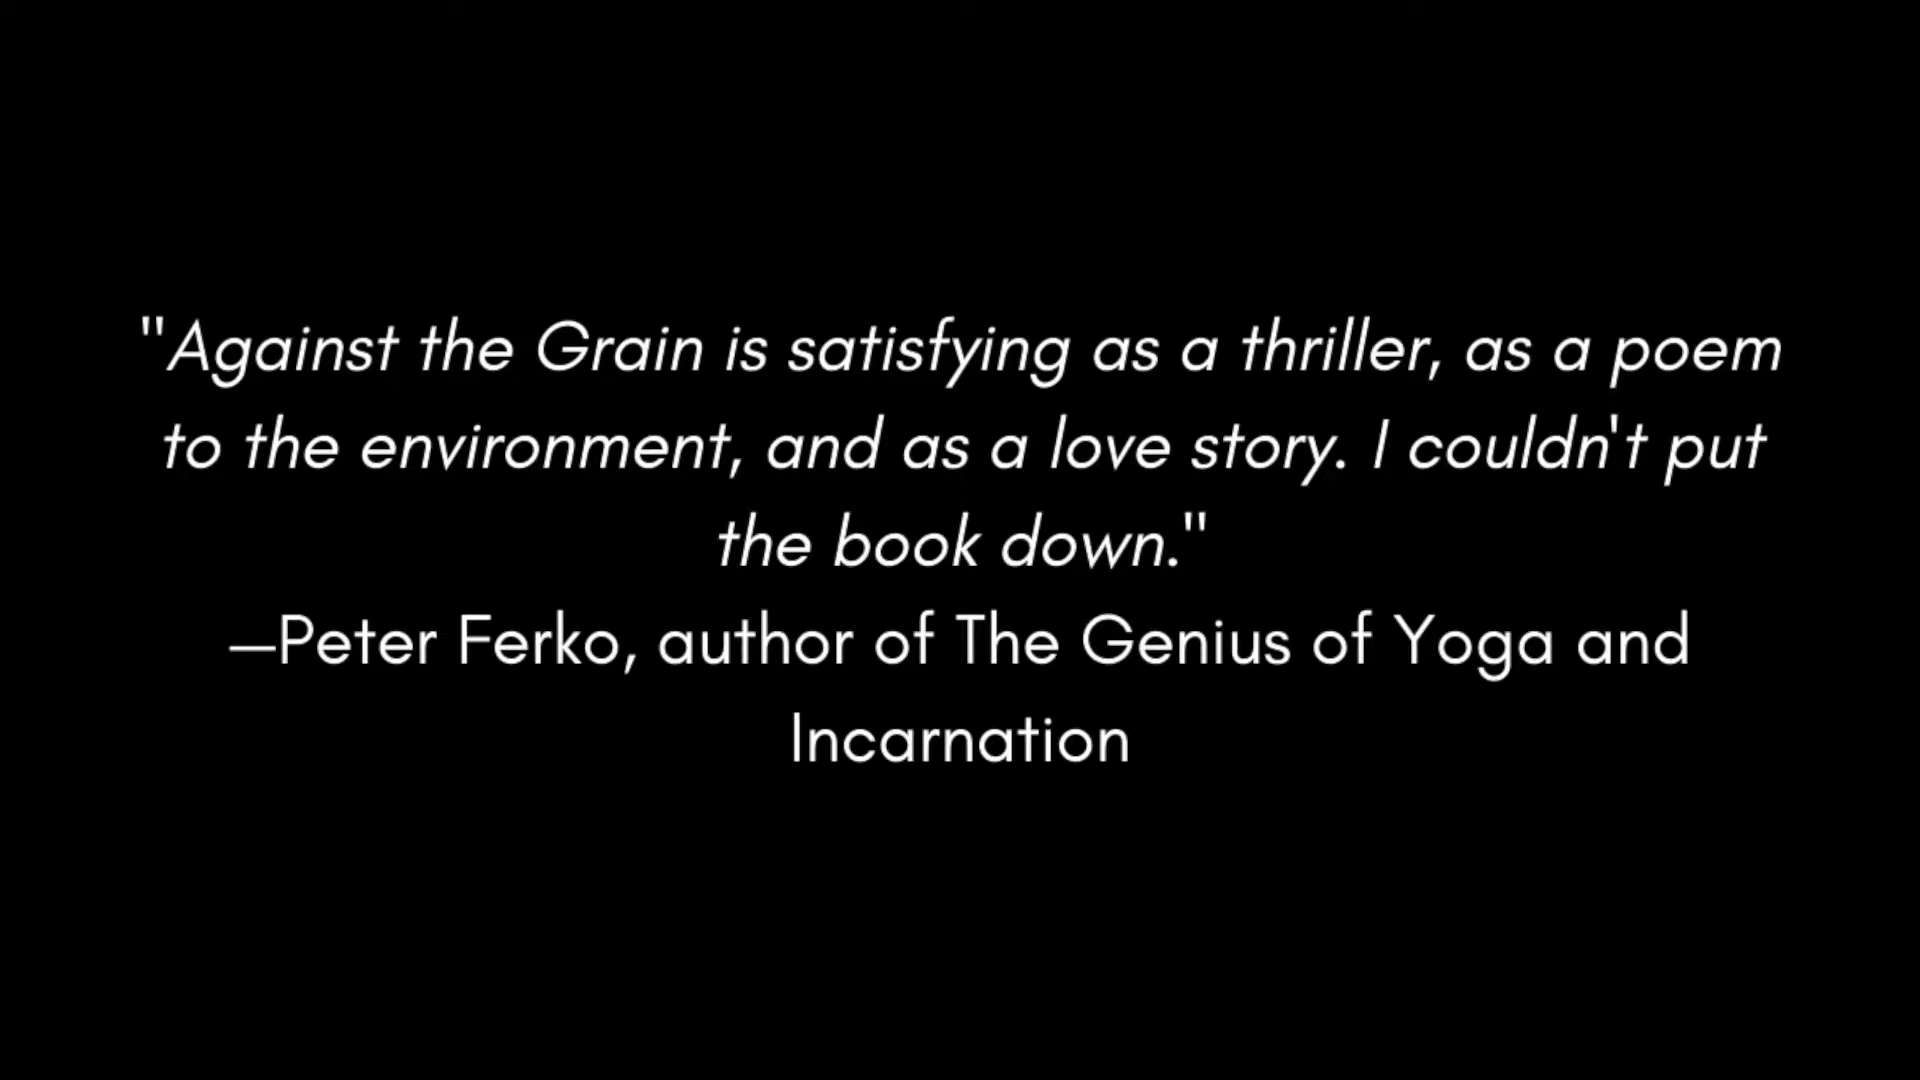 "Against the Grain is satisfying as a thriller, as a poem
to the environment, and as a love story. I couldn't put
the book down."
—Peter Ferko, author of The Genius of Yoga and
Incarnation